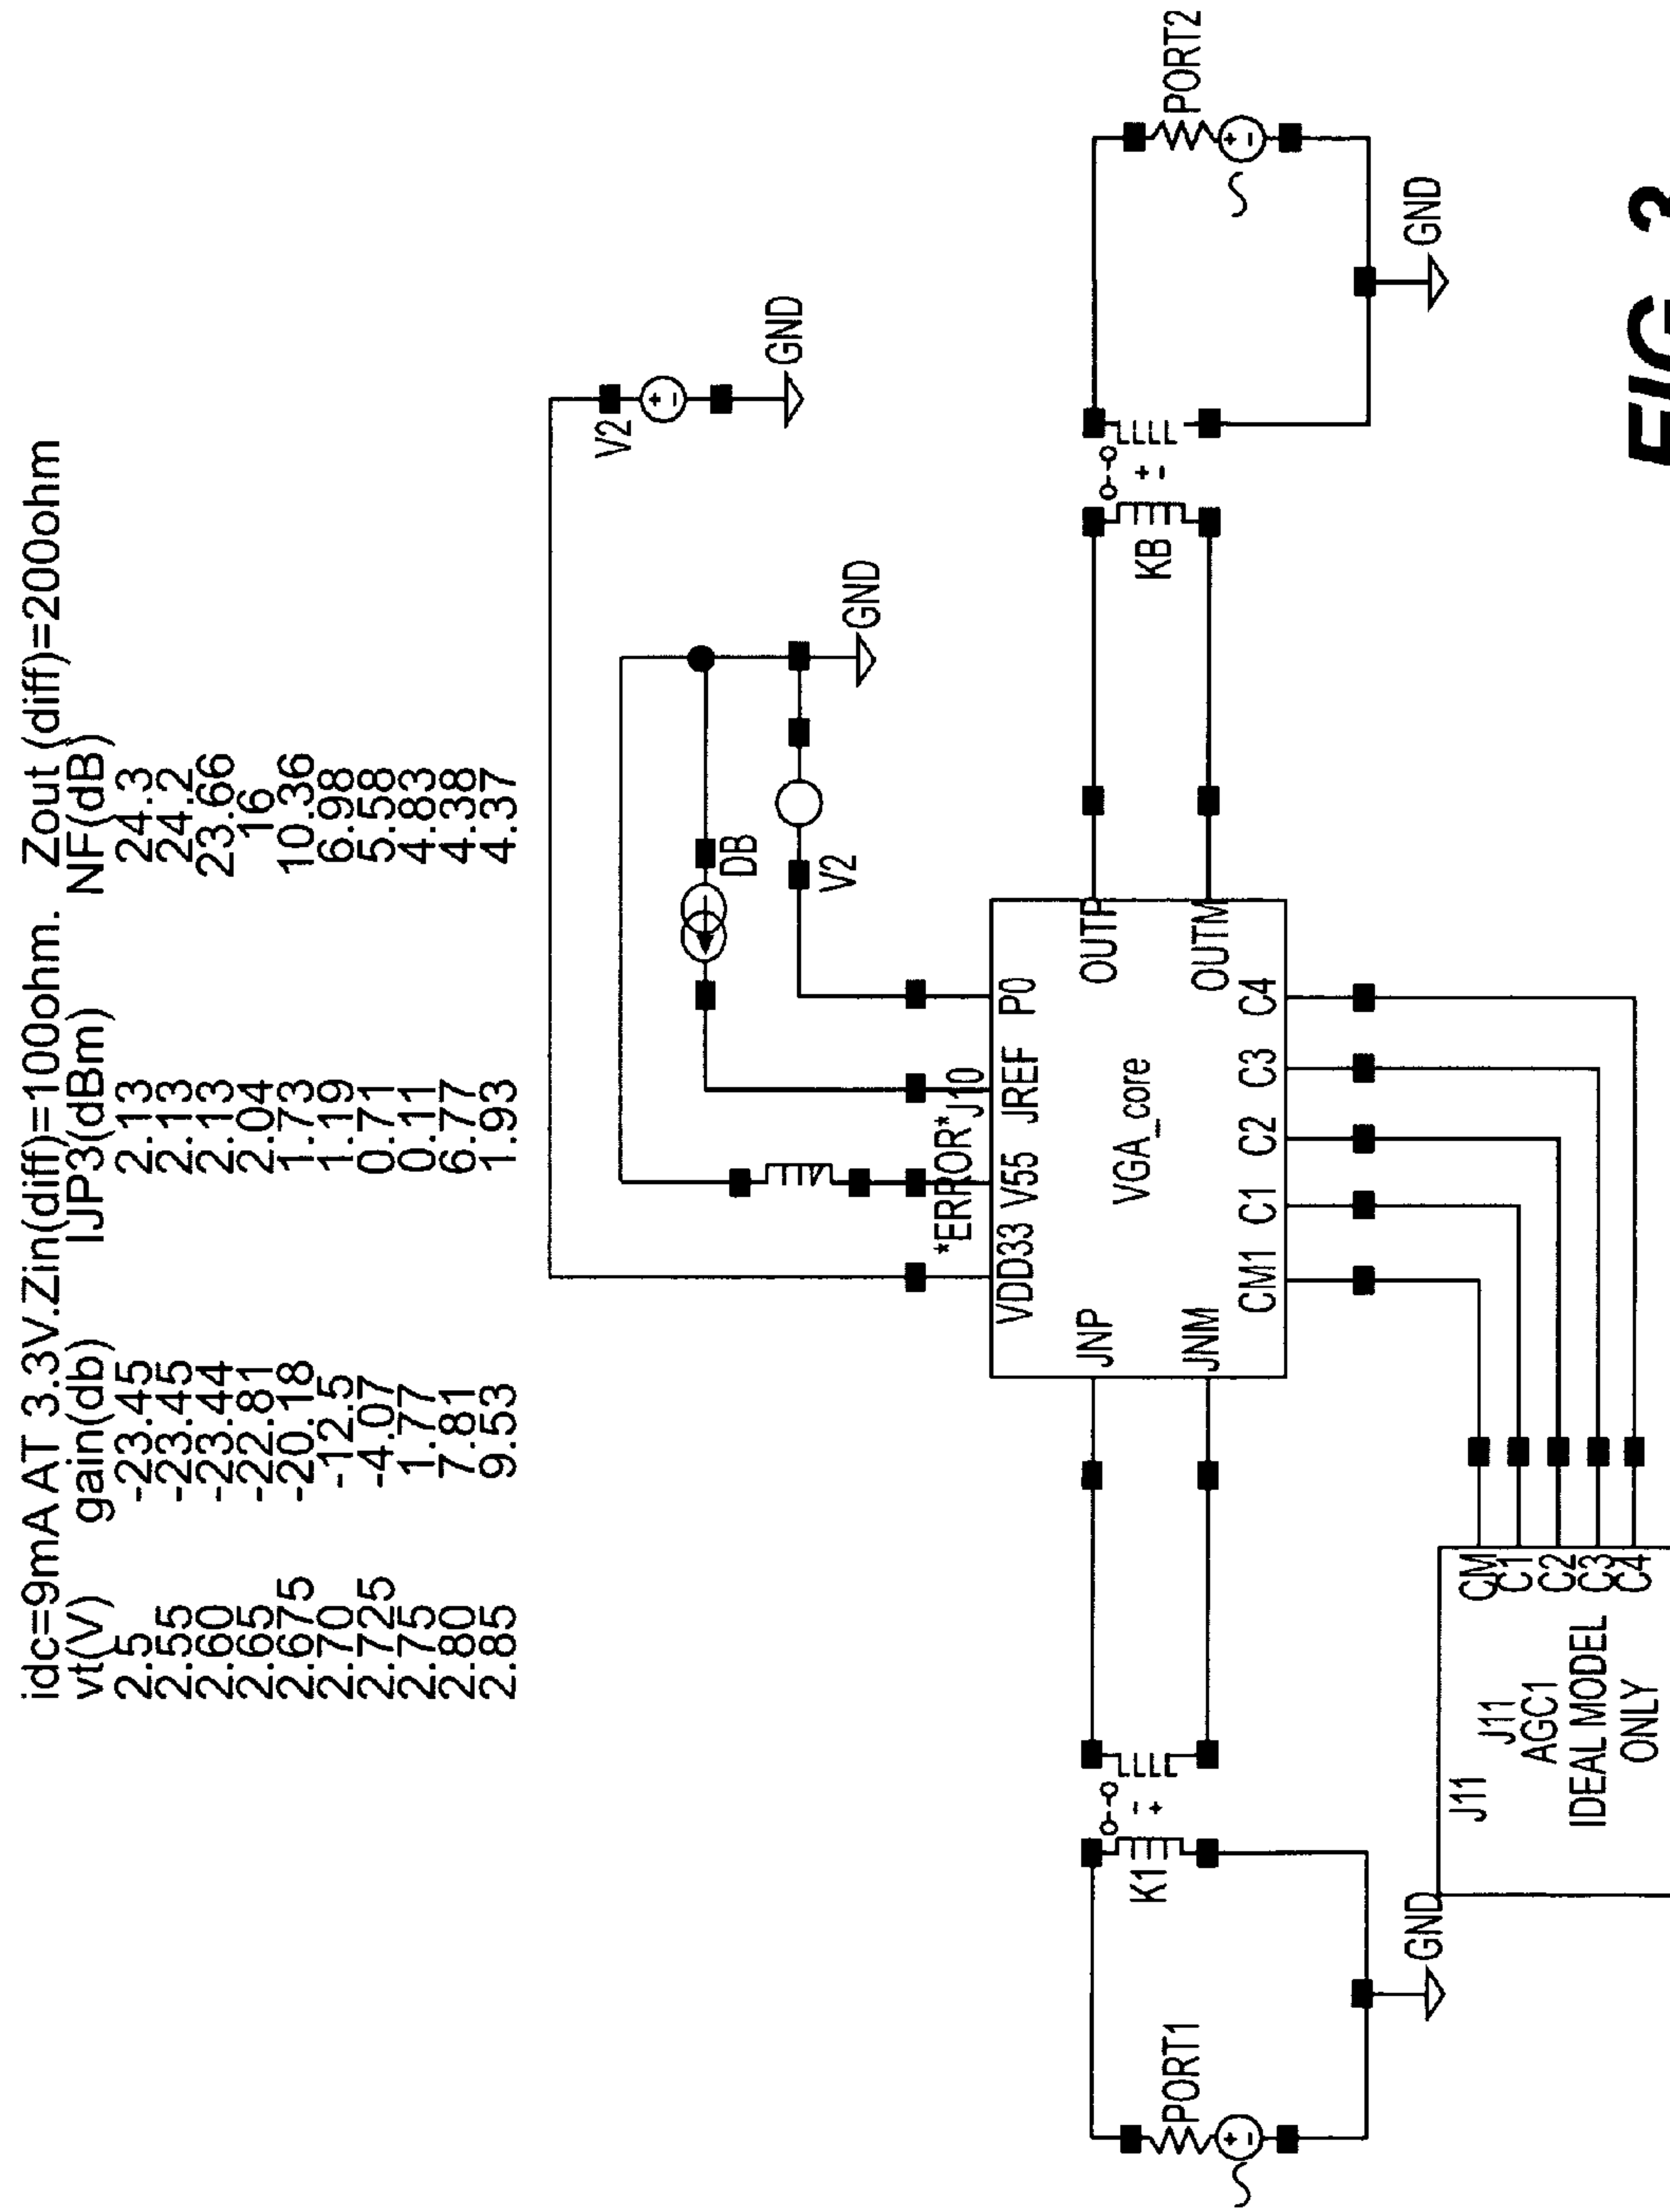 idc=9mA AT 3.3V.Zin(diff)=100ohm. Zout (diff)=200ohm
vt(V) gain(db) IJP3(dBm) NF(dB)
2.5 -23.45 2.13 24.3
2.55 -23.45 2.13 24.2
2.60 -23.44 2.13 23.66
2.65 -22.81 2.04 16
2.675 -20.18 1.73 10.36
2.70 -12.5 1.19 6.98
2.725 -4.07 0.71 5.58
2.75 1.77 0.11 4.83
2.80 7.81 6.77 4.38
2.85 9.53 1.93 4.37
V2
GND
DB
V2
GND
*ERROR*J10
VDD33 V55 JREF P0
JNP
OUTP
VGA_core
JNM
OUTM
CM1 C1 C2 C3 C4
PORT1
K1
GND
KB
PORT2
GND
J11
J11
AGC1
IDEAL MODEL
ONLY
CM
C1
C2
C3
C4
FIG. 3